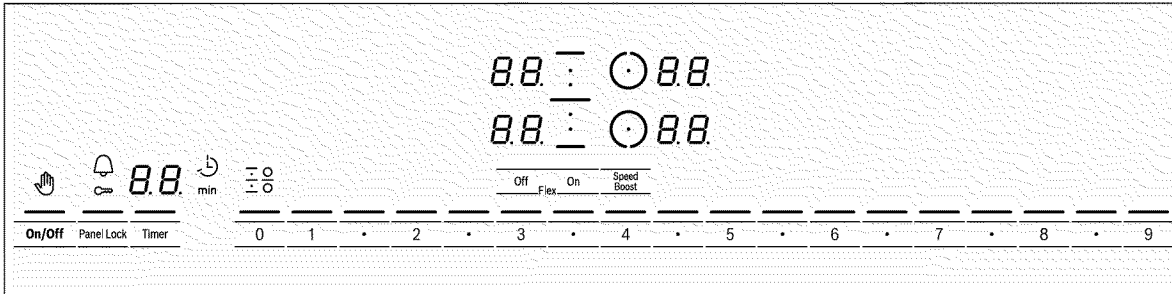 8.8. 8.8.
8.8. 8.8.
8.8. min
Off Flex On Speed Boost
On/Off Panel Lock Timer 0 1 · 2 · 3 · 4 · 5 · 6 · 7 · 8 · 9